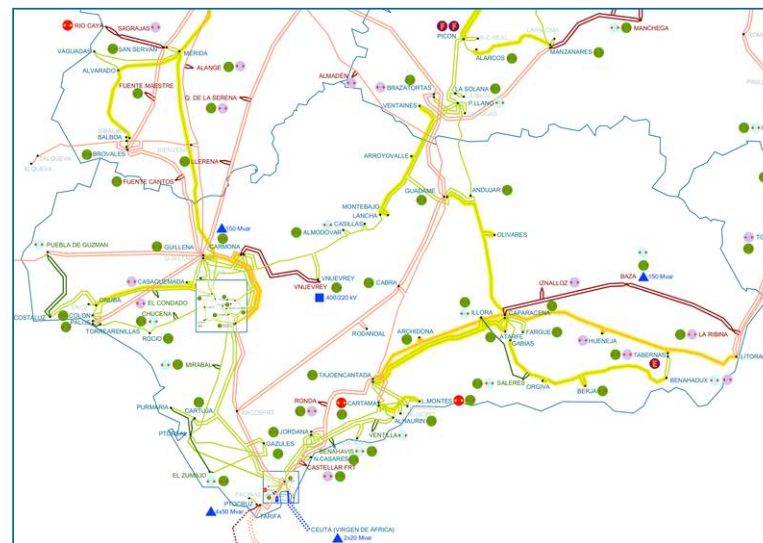 RIO CAYA
SAGRAJAS
PICON
MANCHEGA
VAGUADAS
SAN SERVAN
MERIDA
ALARCOS
MANZANARES
ALVARADO
ALANGE
ALMADÉN
BRAZATORTAS
LA SOLANA
FUENTE MAESTRE
Q. DE LA SERENA
VENTAINES
P.LLANO
BALBOA
BROVALES
LLERENA
ARROYOVALLE
ALQUEVA
FUENTE CANTOS
GUADAME
ANDUJAR
MONTEBAJO
LANCHA
CASILLAS
150 Mvar
ALMODOVAR
OLIVARES
PUEBLA DE GUZMAN
GUILLENA
CARMONA
CASAQUEMADA
VNUEVREY
VNUEVREY
CABRA
IZNALLOZ
BAZA
150 Mvar
400/220 kV
ONUBA
EL CONDADO
COSTALUZ
COLON
PALOS
CHUCENA
TORREARENILLAS
ROCIO
RODANDAL
ARCHIDONA
ILLORA
CAPARACENA
ATARFE
FARGUE
GABIAS
HUENEJA
LA RIBINA
TABERNAS
LITORAL
MIRABAL
TAJOENCANTADA
SALERES
ORGIVA
BERJA
BENAHADUX
RONDA
CARTAMA
L.MONTES
PURMARIA
CARTUJA
ARCOSFRT
ALHAURIN
JORDANA
GAZULES
BENAHAVIS
VENTILLA
N.CASARES
EL ZUMAJO
CASTELLAR FRT
PTOCRUZ
4x50 Mvar
TARIFA
CEUTA (VIRGEN DE ÁFRICA)
2x20 Mvar